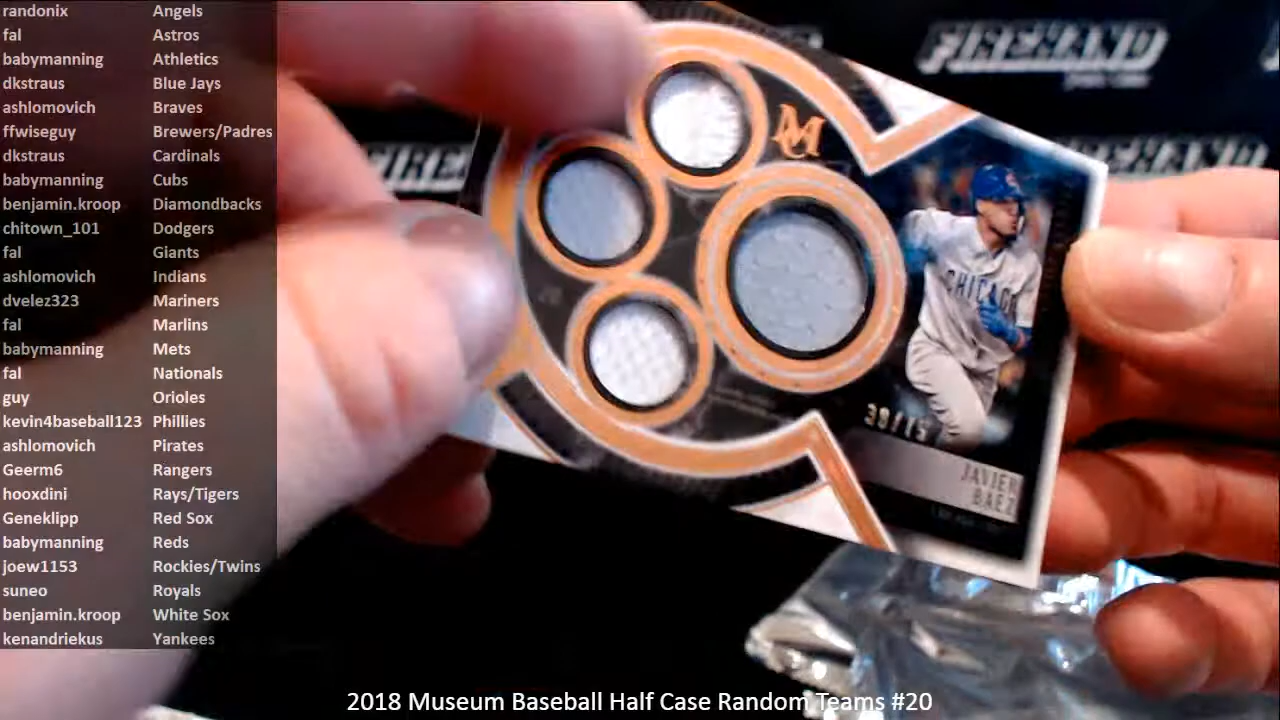 randonix Angels
fal Astros
babymanning Athletics
dkstraus Blue Jays
ashlomovich Braves
ffwiseguy Brewers/Padres
dkstraus Cardinals
babymanning Cubs
benjamin.kroop Diamondbacks
chitown_101 Dodgers
fal Giants
ashlomovich Indians
dvelez323 Mariners
fal Marlins
babymanning Mets
fal Nationals
guy Orioles
kevin4baseball123 Phillies
ashlomovich Pirates
Geerm6 Rangers
hooxdini Rays/Tigers
Geneklipp Red Sox
babymanning Reds
joew1153 Rockies/Twins
suneo Royals
benjamin.kroop White Sox
kenandriekus Yankees
FIREHAND
FIRE
MC
CHICAGO
JAVIER
BAEZ
2018 Museum Baseball Half Case Random Teams #20